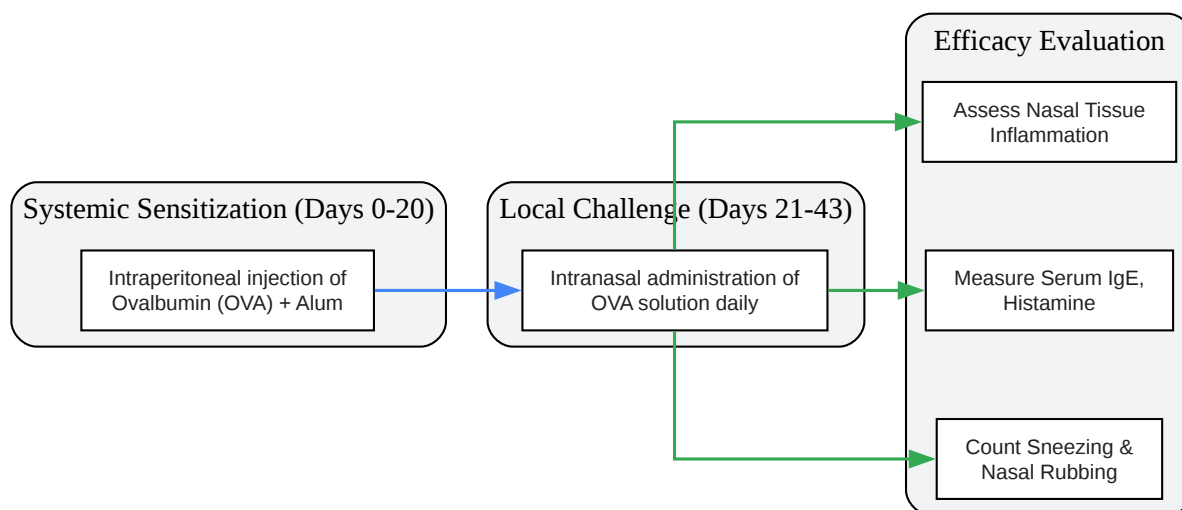 Systemic Sensitization (Days 0-20)
Intraperitoneal injection of
Ovalbumin (OVA) + Alum
Local Challenge (Days 21-43)
Intranasal administration of
OVA solution daily
Efficacy Evaluation
Assess Nasal Tissue
Inflammation
Measure Serum IgE,
Histamine
Count Sneezing &
Nasal Rubbing